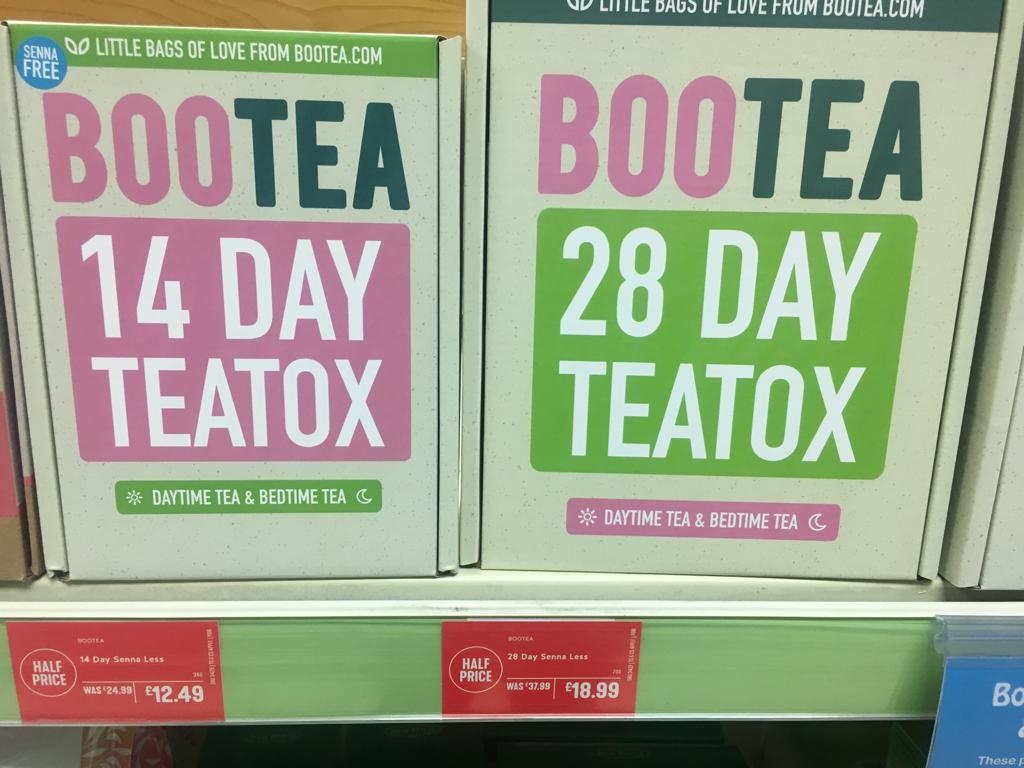 SENNA
FREE
LITTLE BAGS OF LOVE FROM BOOTEA.COM
BOOTEA
14 DAY
TEATOX
DAYTIME TEA & BEDTIME TEA
LITTLE BAGS OF LOVE FROM BOOTEA.COM
BOOTEA
28 DAY
TEATOX
DAYTIME TEA & BEDTIME TEA
BOOTEA
14 Day Senna Less
HALF
PRICE
WAS £24.99
£12.49
BOOTEA
28 Day Senna Less
HALF
PRICE
WAS £37.99
£18.99
Bo
These p